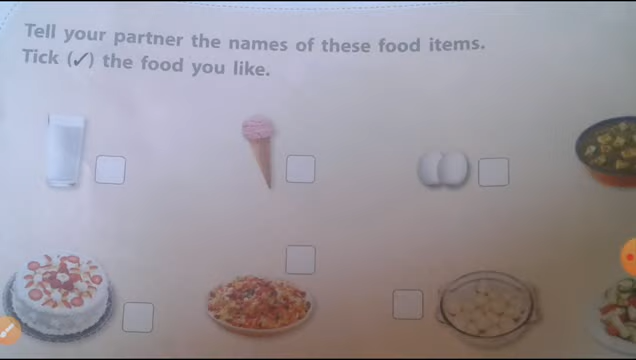 Tell your partner the names of these food items.
Tick (✓) the food you like.